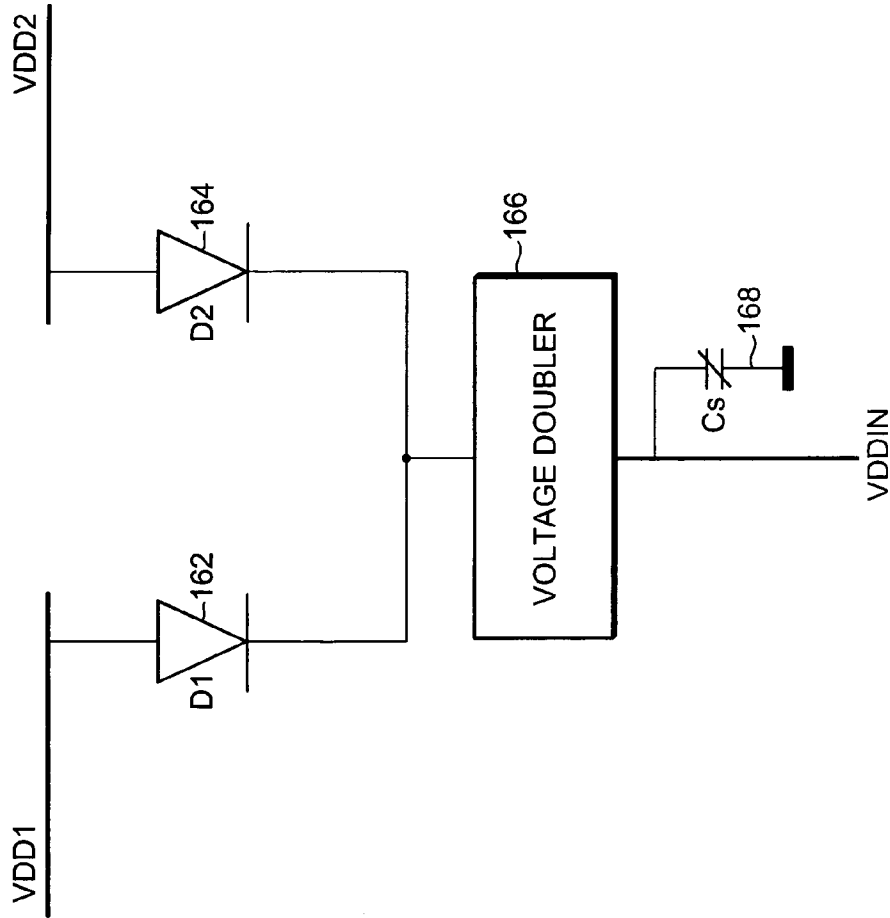 VDD1
VDD2
D1
162
D2
164
VOLTAGE DOUBLER
166
Cs
168
VDDIN